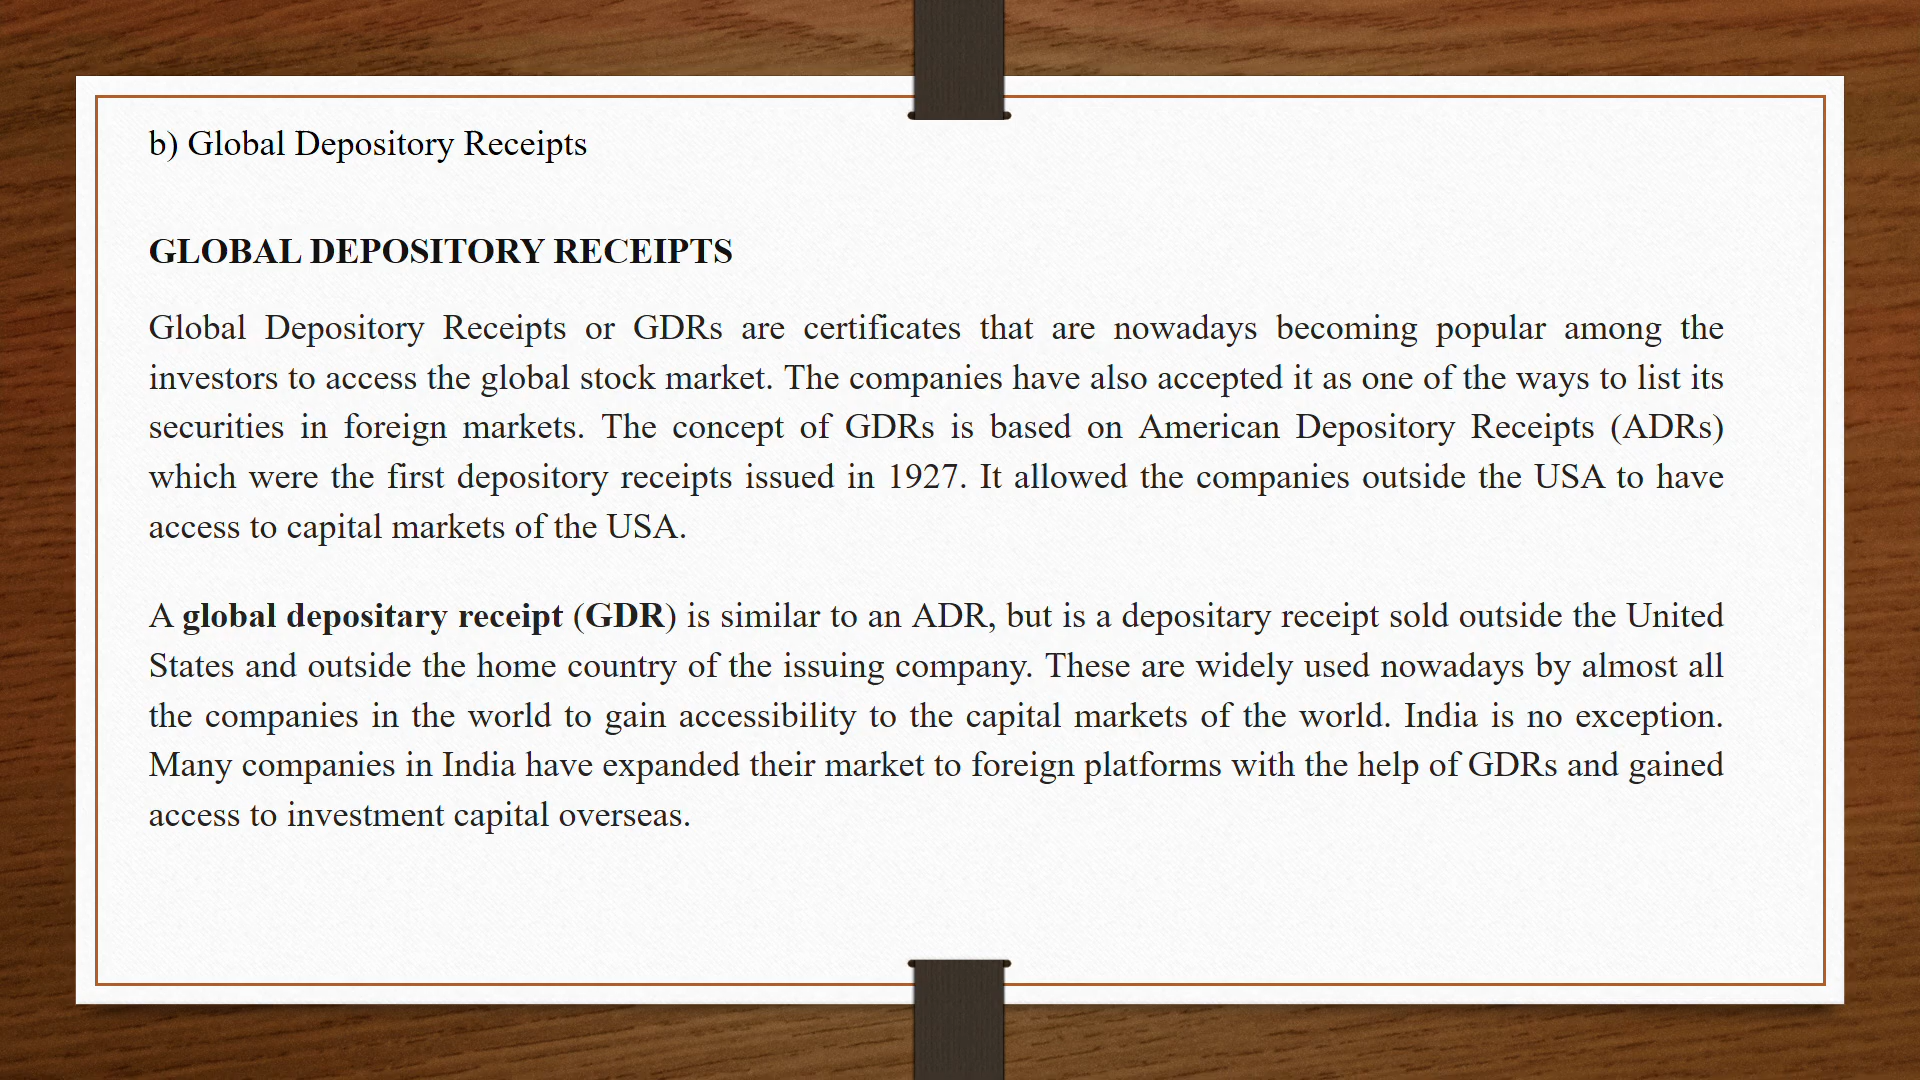 b) Global Depository Receipts
GLOBAL DEPOSITORY RECEIPTS
Global Depository Receipts or GDRs are certificates that are nowadays becoming popular among the
investors to access the global stock market. The companies have also accepted it as one of the ways to list its
securities in foreign markets. The concept of GDRs is based on American Depository Receipts (ADRs)
which were the first depository receipts issued in 1927. It allowed the companies outside the USA to have
access to capital markets of the USA.
A global depositary receipt (GDR) is similar to an ADR, but is a depositary receipt sold outside the United
States and outside the home country of the issuing company. These are widely used nowadays by almost all
the companies in the world to gain accessibility to the capital markets of the world. India is no exception.
Many companies in India have expanded their market to foreign platforms with the help of GDRs and gained
access to investment capital overseas.